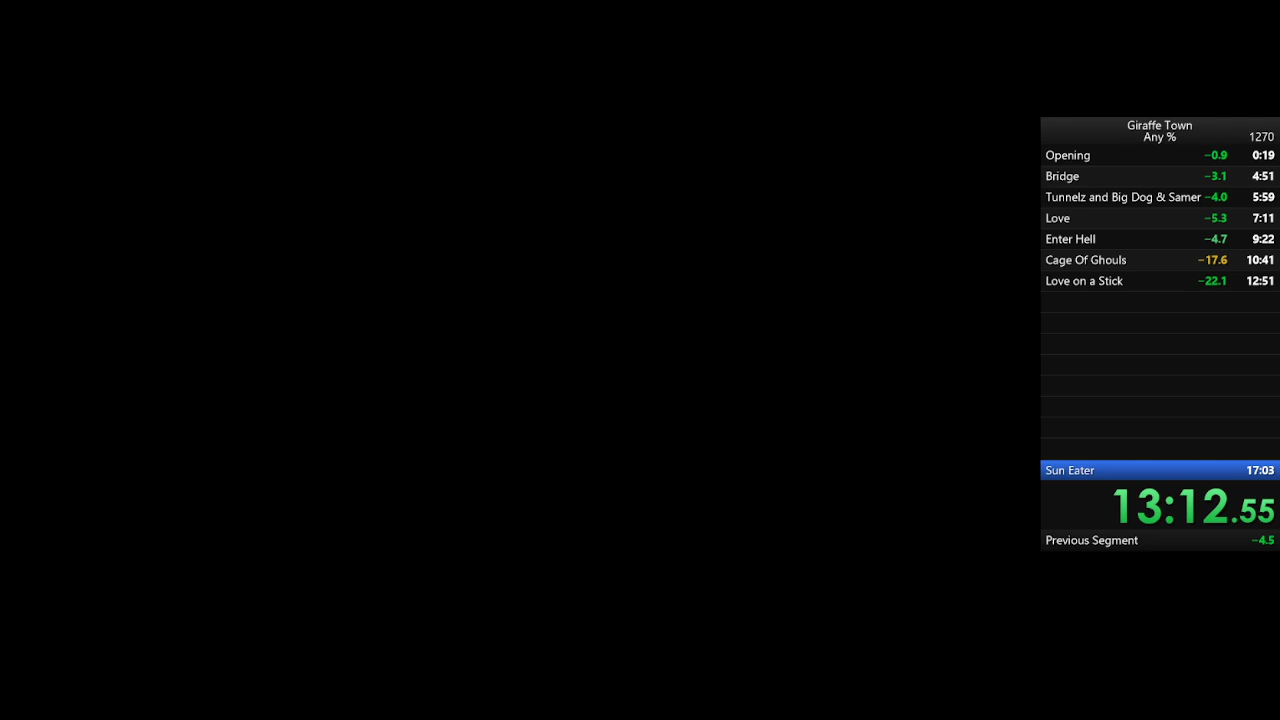 Giraffe Town
Any % 1270
Opening −0.9 0:19
Bridge −3.1 4:51
Tunnelz and Big Dog & Samer −4.0 5:59
Love −5.3 7:11
Enter Hell −4.7 9:22
Cage Of Ghouls −17.6 10:41
Love on a Stick −22.1 12:51
Sun Eater 17:03
13:12.55
Previous Segment −4.5